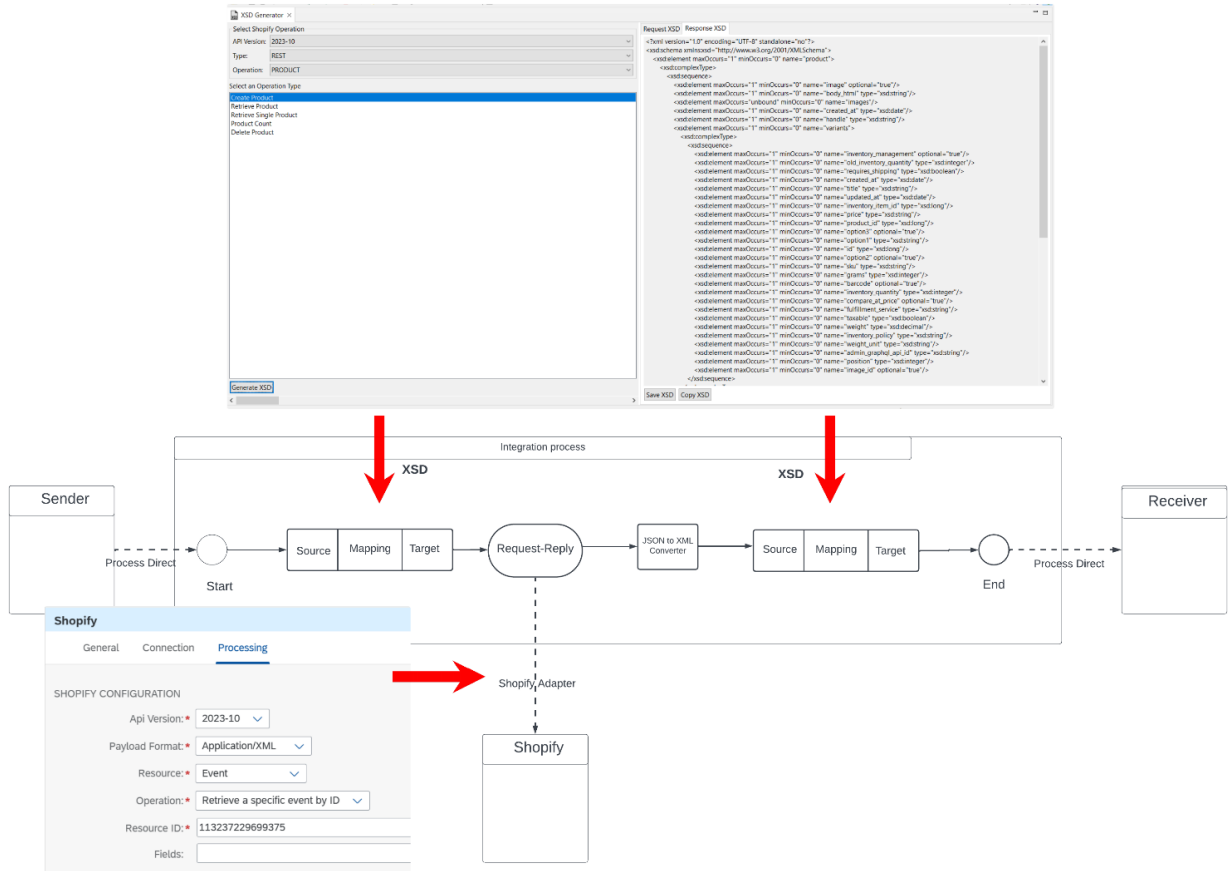 XSD Generator ×
Select Shopify Operation
API Version: 2023-10
Type: REST
Operation: PRODUCT
Select an Operation Type
Create Product
Retrieve Product
Retrieve Single Product
Product Count
Delete Product
Generate XSD
Request XSD Response XSD
<?xml version="1.0" encoding="UTF-8" standalone="no"?>
<xsd:schema xmlns:xsd="http://www.w3.org/2001/XMLSchema">
<xsd:element maxOccurs="1" minOccurs="0" name="product">
<xsd:complexType>
<xsd:sequence>
<xsd:element maxOccurs="1" minOccurs="0" name="image" optional="true"/>
<xsd:element maxOccurs="1" minOccurs="0" name="body_html" type="xsd:string"/>
<xsd:element maxOccurs="unbound" minOccurs="0" name="images"/>
<xsd:element maxOccurs="1" minOccurs="0" name="created_at" type="xsd:date"/>
<xsd:element maxOccurs="1" minOccurs="0" name="handle" type="xsd:string"/>
<xsd:element maxOccurs="1" minOccurs="0" name="variants">
<xsd:complexType>
<xsd:sequence>
<xsd:element maxOccurs="1" minOccurs="0" name="inventory_management" optional="true"/>
<xsd:element maxOccurs="1" minOccurs="0" name="old_inventory_quantity" type="xsd:integer"/>
<xsd:element maxOccurs="1" minOccurs="0" name="requires_shipping" type="xsd:boolean"/>
<xsd:element maxOccurs="1" minOccurs="0" name="created_at" type="xsd:date"/>
<xsd:element maxOccurs="1" minOccurs="0" name="title" type="xsd:string"/>
<xsd:element maxOccurs="1" minOccurs="0" name="updated_at" type="xsd:date"/>
<xsd:element maxOccurs="1" minOccurs="0" name="inventory_item_id" type="xsd:long"/>
<xsd:element maxOccurs="1" minOccurs="0" name="price" type="xsd:string"/>
<xsd:element maxOccurs="1" minOccurs="0" name="product_id" type="xsd:long"/>
<xsd:element maxOccurs="1" minOccurs="0" name="option3" optional="true"/>
<xsd:element maxOccurs="1" minOccurs="0" name="option1" type="xsd:string"/>
<xsd:element maxOccurs="1" minOccurs="0" name="id" type="xsd:long"/>
<xsd:element maxOccurs="1" minOccurs="0" name="option2" optional="true"/>
<xsd:element maxOccurs="1" minOccurs="0" name="sku" type="xsd:string"/>
<xsd:element maxOccurs="1" minOccurs="0" name="grams" type="xsd:integer"/>
<xsd:element maxOccurs="1" minOccurs="0" name="barcode" optional="true"/>
<xsd:element maxOccurs="1" minOccurs="0" name="inventory_quantity" type="xsd:integer"/>
<xsd:element maxOccurs="1" minOccurs="0" name="compare_at_price" optional="true"/>
<xsd:element maxOccurs="1" minOccurs="0" name="fulfillment_service" type="xsd:string"/>
<xsd:element maxOccurs="1" minOccurs="0" name="taxable" type="xsd:boolean"/>
<xsd:element maxOccurs="1" minOccurs="0" name="weight" type="xsd:decimal"/>
<xsd:element maxOccurs="1" minOccurs="0" name="inventory_policy" type="xsd:string"/>
<xsd:element maxOccurs="1" minOccurs="0" name="weight_unit" type="xsd:string"/>
<xsd:element maxOccurs="1" minOccurs="0" name="admin_graphql_api_id" type="xsd:string"/>
<xsd:element maxOccurs="1" minOccurs="0" name="position" type="xsd:integer"/>
<xsd:element maxOccurs="1" minOccurs="0" name="image_id" optional="true"/>
</xsd:sequence>
Save XSD Copy XSD
Integration process
XSD
XSD
Sender
Receiver
Process Direct
Start
Source Mapping Target
Request-Reply
JSON to XML
Converter
Source Mapping Target
End
Process Direct
Shopify Adapter
Shopify
Shopify
General Connection Processing
SHOPIFY CONFIGURATION
Api Version:* 2023-10
Payload Format:* Application/XML
Resource:* Event
Operation:* Retrieve a specific event by ID
Resource ID:* 113237229699375
Fields: